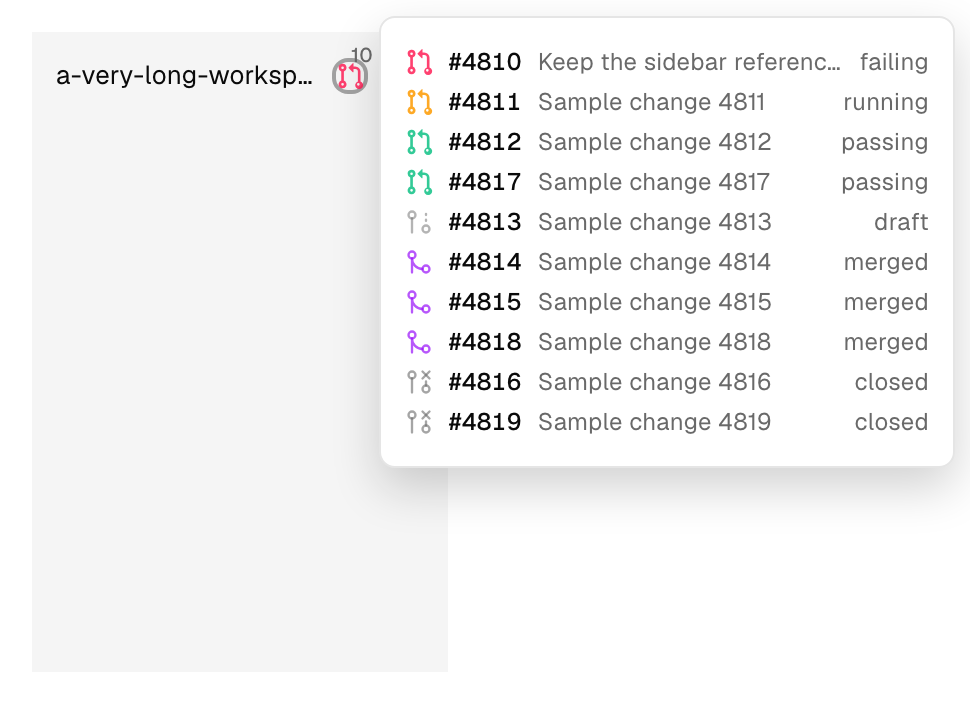 a-very-long-worksp...
10
#4810 Keep the sidebar referenc... failing
#4811 Sample change 4811 running
#4812 Sample change 4812 passing
#4817 Sample change 4817 passing
#4813 Sample change 4813 draft
#4814 Sample change 4814 merged
#4815 Sample change 4815 merged
#4818 Sample change 4818 merged
#4816 Sample change 4816 closed
#4819 Sample change 4819 closed